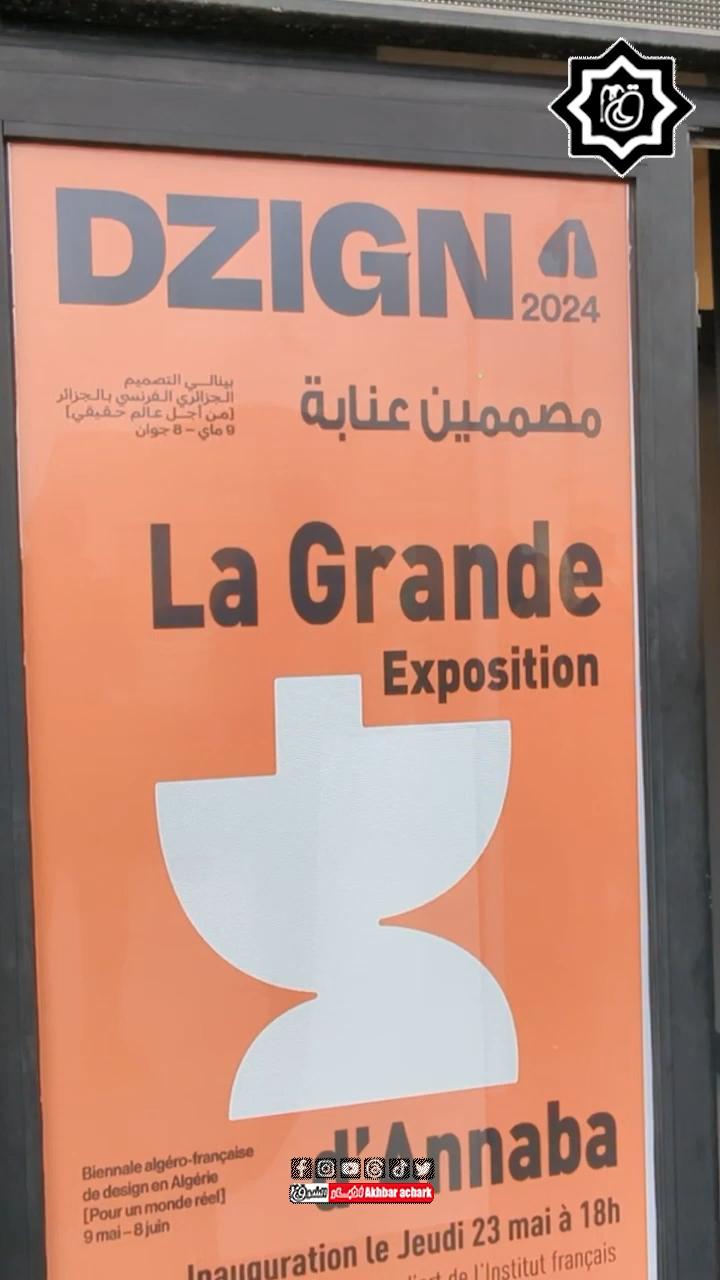 DZIGN
2024
بينالي التصميم
الجزائري الفرنسي بالجزائر
[من أجل عالم حقيقي]
9 ماي – 8 جوان
مصممين عنابة
La Grande
Exposition
d'Annaba
Biennale algéro-française
de design en Algérie
[Pour un monde réel]
9 mai – 8 juin
Akhbar achark
Inauguration le Jeudi 23 mai à 18h
de l'Institut français